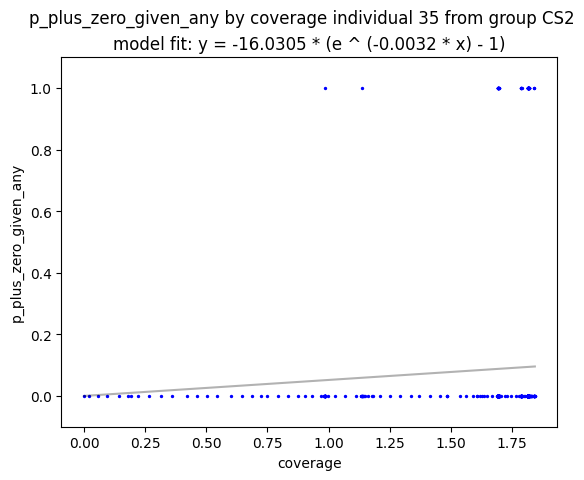 p_plus_zero_given_any by coverage individual 35 from group CS2
model fit: y = -16.0305 * (e ^ (-0.0032 * x) - 1)
1.0
0.8
0.6
0.4
0.2
0.0
p_plus_zero_given_any
0.00 0.25 0.50 0.75 1.00 1.25 1.50 1.75
coverage